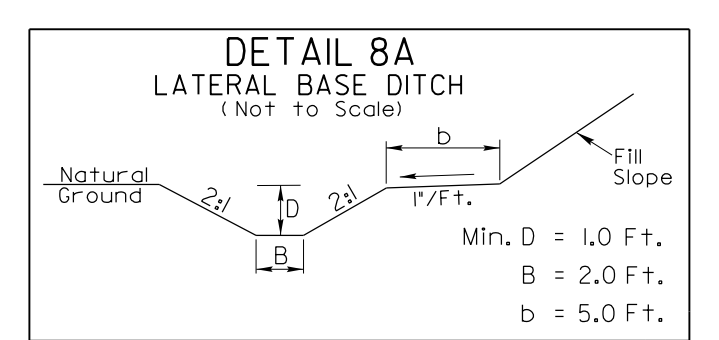 DETAIL 8A
LATERAL BASE DITCH
(Not to Scale)
b
Natural
Ground
2:1
D
2:1
1"/Ft.
Fill
Slope
B
Min. D = 1.0 Ft.
B = 2.0 Ft.
b = 5.0 Ft.